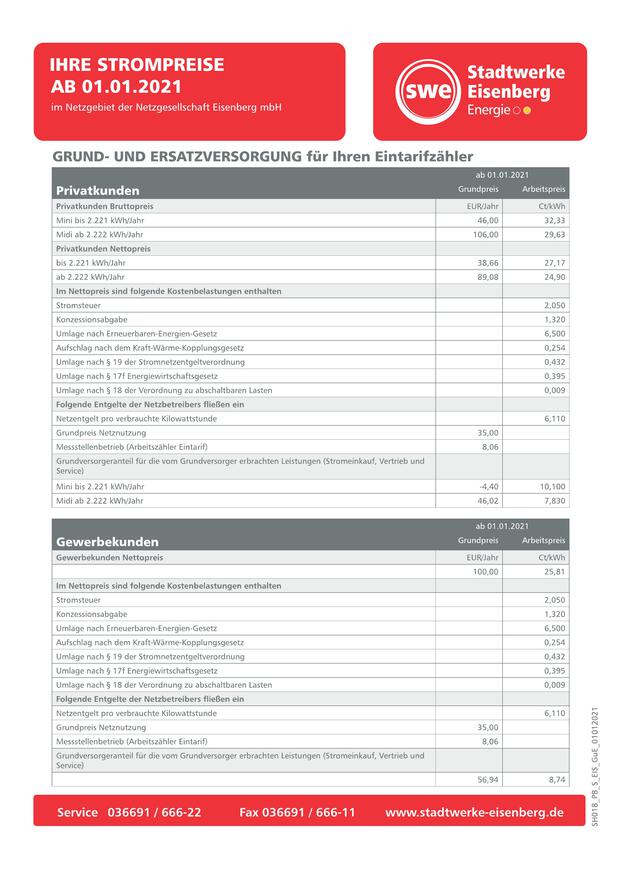 IHRE STROMPREISE
AB 01.01.2021
im Netzgebiet der Netzgesellschaft Eisenberg mbH
swe
Stadtwerke
Eisenberg
Energie
GRUND- UND ERSATZVERSORGUNG für Ihren Eintarifzähler
ab 01.01.2021
Privatkunden Grundpreis Arbeitspreis
Privatkunden Bruttopreis EUR/Jahr Ct/kWh
Mini bis 2.221 kWh/Jahr 46,00 32,33
Midi ab 2.222 kWh/Jahr 106,00 29,63
Privatkunden Nettopreis
bis 2.221 kWh/Jahr 38,66 27,17
ab 2.222 kWh/Jahr 89,08 24,90
Im Nettopreis sind folgende Kostenbelastungen enthalten
Stromsteuer 2,050
Konzessionsabgabe 1,320
Umlage nach Erneuerbaren-Energien-Gesetz 6,500
Aufschlag nach dem Kraft-Wärme-Kopplungsgesetz 0,254
Umlage nach § 19 der Stromnetzentgeltverordnung 0,432
Umlage nach § 17f Energiewirtschaftsgesetz 0,395
Umlage nach § 18 der Verordnung zu abschaltbaren Lasten 0,009
Folgende Entgelte der Netzbetreibers fließen ein
Netzentgelt pro verbrauchte Kilowattstunde 6,110
Grundpreis Netznutzung 35,00
Messstellenbetrieb (Arbeitszähler Eintarif) 8,06
Grundversorgeranteil für die vom Grundversorger erbrachten Leistungen (Stromeinkauf, Vertrieb und
Service)
Mini bis 2.221 kWh/Jahr -4,40 10,100
Midi ab 2.222 kWh/Jahr 46,02 7,830
ab 01.01.2021
Gewerbekunden Grundpreis Arbeitspreis
Gewerbekunden Nettopreis EUR/Jahr Ct/kWh
100,00 25,81
Im Nettopreis sind folgende Kostenbelastungen enthalten
Stromsteuer 2,050
Konzessionsabgabe 1,320
Umlage nach Erneuerbaren-Energien-Gesetz 6,500
Aufschlag nach dem Kraft-Wärme-Kopplungsgesetz 0,254
Umlage nach § 19 der Stromnetzentgeltverordnung 0,432
Umlage nach § 17f Energiewirtschaftsgesetz 0,395
Umlage nach § 18 der Verordnung zu abschaltbaren Lasten 0,009
Folgende Entgelte der Netzbetreibers fließen ein
Netzentgelt pro verbrauchte Kilowattstunde 6,110
Grundpreis Netznutzung 35,00
Messstellenbetrieb (Arbeitszähler Eintarif) 8,06
Grundversorgeranteil für die vom Grundversorger erbrachten Leistungen (Stromeinkauf, Vertrieb und
Service)
56,94 8,74
Service 036691 / 666-22 Fax 036691 / 666-11 www.stadtwerke-eisenberg.de
SH018_PB_S_EIS_GuE_01012021